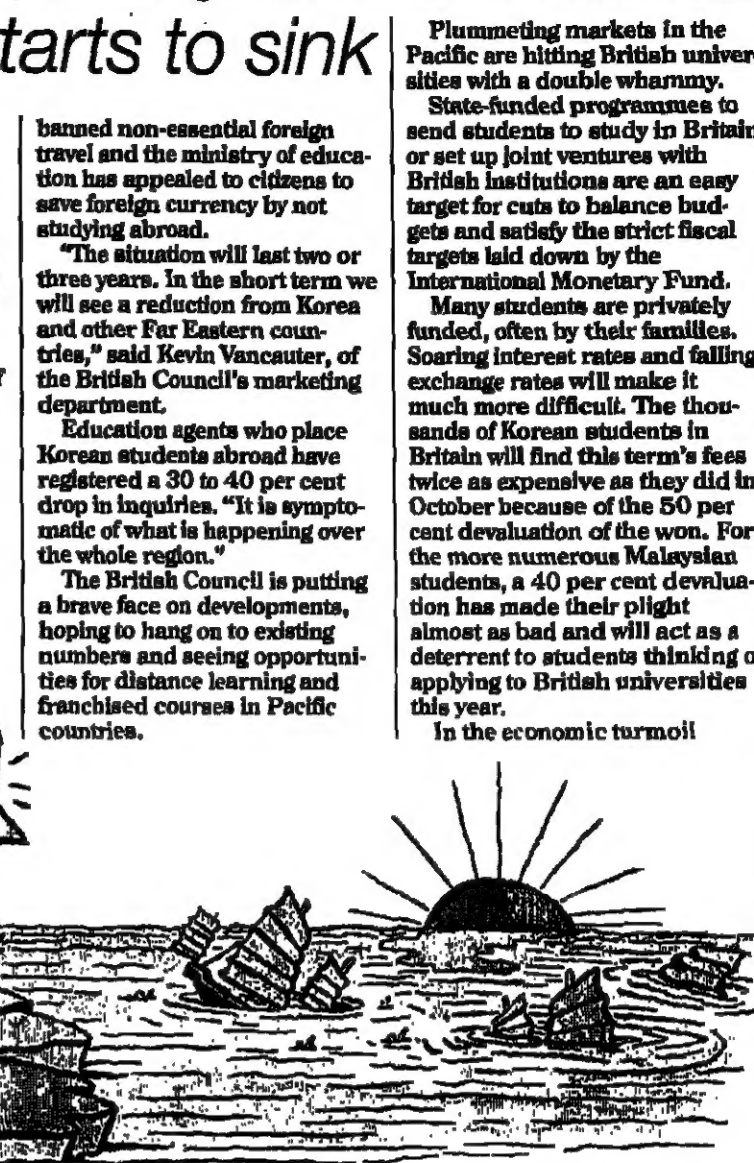 tarts to sink
banned non-essential foreign
travel and the ministry of educa-
tion has appealed to citizens to
save foreign currency by not
studying abroad.
"The situation will last two or
three years. In the short term we
will see a reduction from Korea
and other Far Eastern coun-
tries," said Kevin Vancauter, of
the British Council's marketing
department.
Education agents who place
Korean students abroad have
registered a 30 to 40 per cent
drop in inquiries. "It is sympto-
matic of what is happening over
the whole region."
The British Council is putting
a brave face on developments,
hoping to hang on to existing
numbers and seeing opportuni-
ties for distance learning and
franchised courses in Pacific
countries.
Plummeting markets in the
Pacific are hitting British univer-
sities with a double whammy.
State-funded programmes to
send students to study in Britain
or set up joint ventures with
British institutions are an easy
target for cuts to balance bud-
gets and satisfy the strict fiscal
targets laid down by the
International Monetary Fund.
Many students are privately
funded, often by their families.
Soaring interest rates and falling
exchange rates will make it
much more difficult. The thou-
sands of Korean students in
Britain will find this term's fees
twice as expensive as they did in
October because of the 50 per
cent devaluation of the won. For
the more numerous Malaysian
students, a 40 per cent devalua-
tion has made their plight
almost as bad and will act as a
deterrent to students thinking o
applying to British universities
this year.
In the economic turmoil